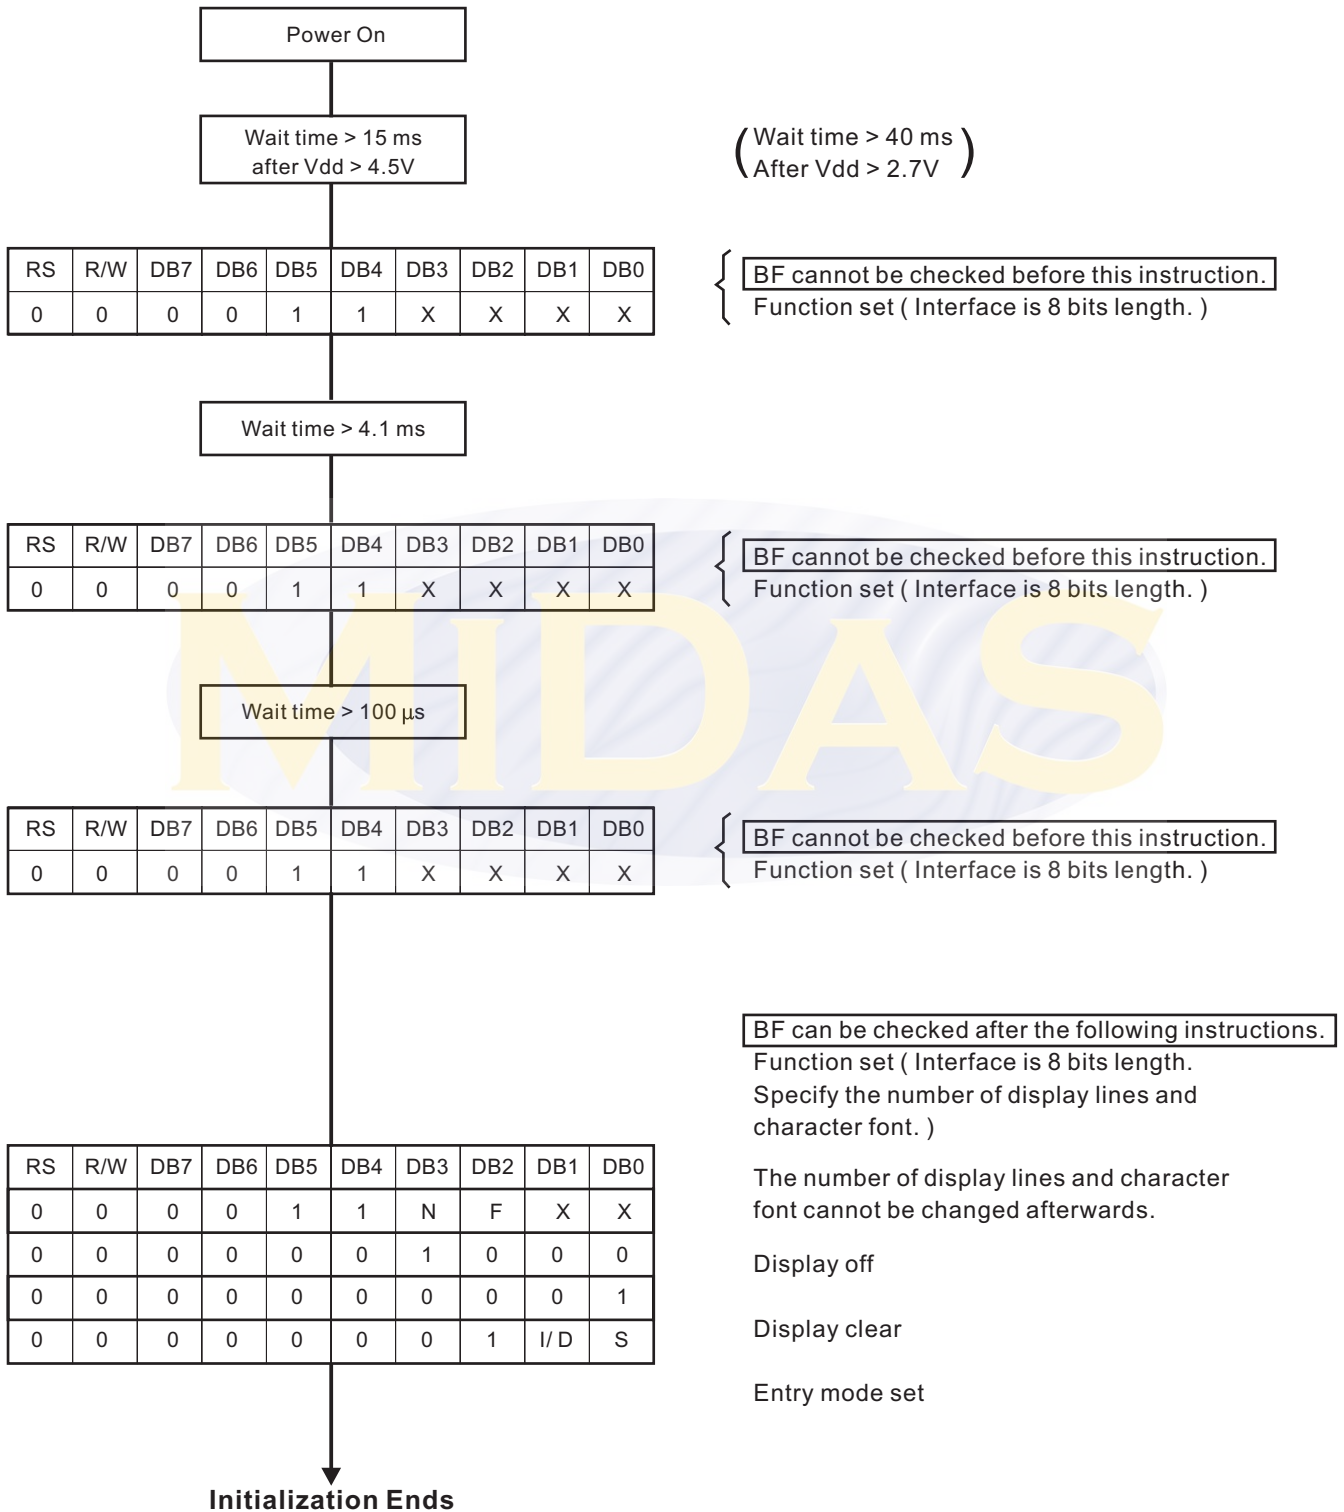 Power On
Wait time > 15 ms
after Vdd > 4.5V
(Wait time > 40 ms
After Vdd > 2.7V )
RS R/W DB7 DB6 DB5 DB4 DB3 DB2 DB1 DB0
0 0 0 0 1 1 X X X X
BF cannot be checked before this instruction.
Function set ( Interface is 8 bits length. )
Wait time > 4.1 ms
RS R/W DB7 DB6 DB5 DB4 DB3 DB2 DB1 DB0
0 0 0 0 1 1 X X X X
BF cannot be checked before this instruction.
Function set ( Interface is 8 bits length. )
MIDAS
Wait time > 100 µs
RS R/W DB7 DB6 DB5 DB4 DB3 DB2 DB1 DB0
0 0 0 0 1 1 X X X X
BF cannot be checked before this instruction.
Function set ( Interface is 8 bits length. )
BF can be checked after the following instructions.
Function set ( Interface is 8 bits length.
Specify the number of display lines and
character font. )
RS R/W DB7 DB6 DB5 DB4 DB3 DB2 DB1 DB0
0 0 0 0 1 1 N F X X
0 0 0 0 0 0 1 0 0 0
0 0 0 0 0 0 0 0 0 1
0 0 0 0 0 0 0 1 I/ D S
The number of display lines and character
font cannot be changed afterwards.
Display off
Display clear
Entry mode set
Initialization Ends